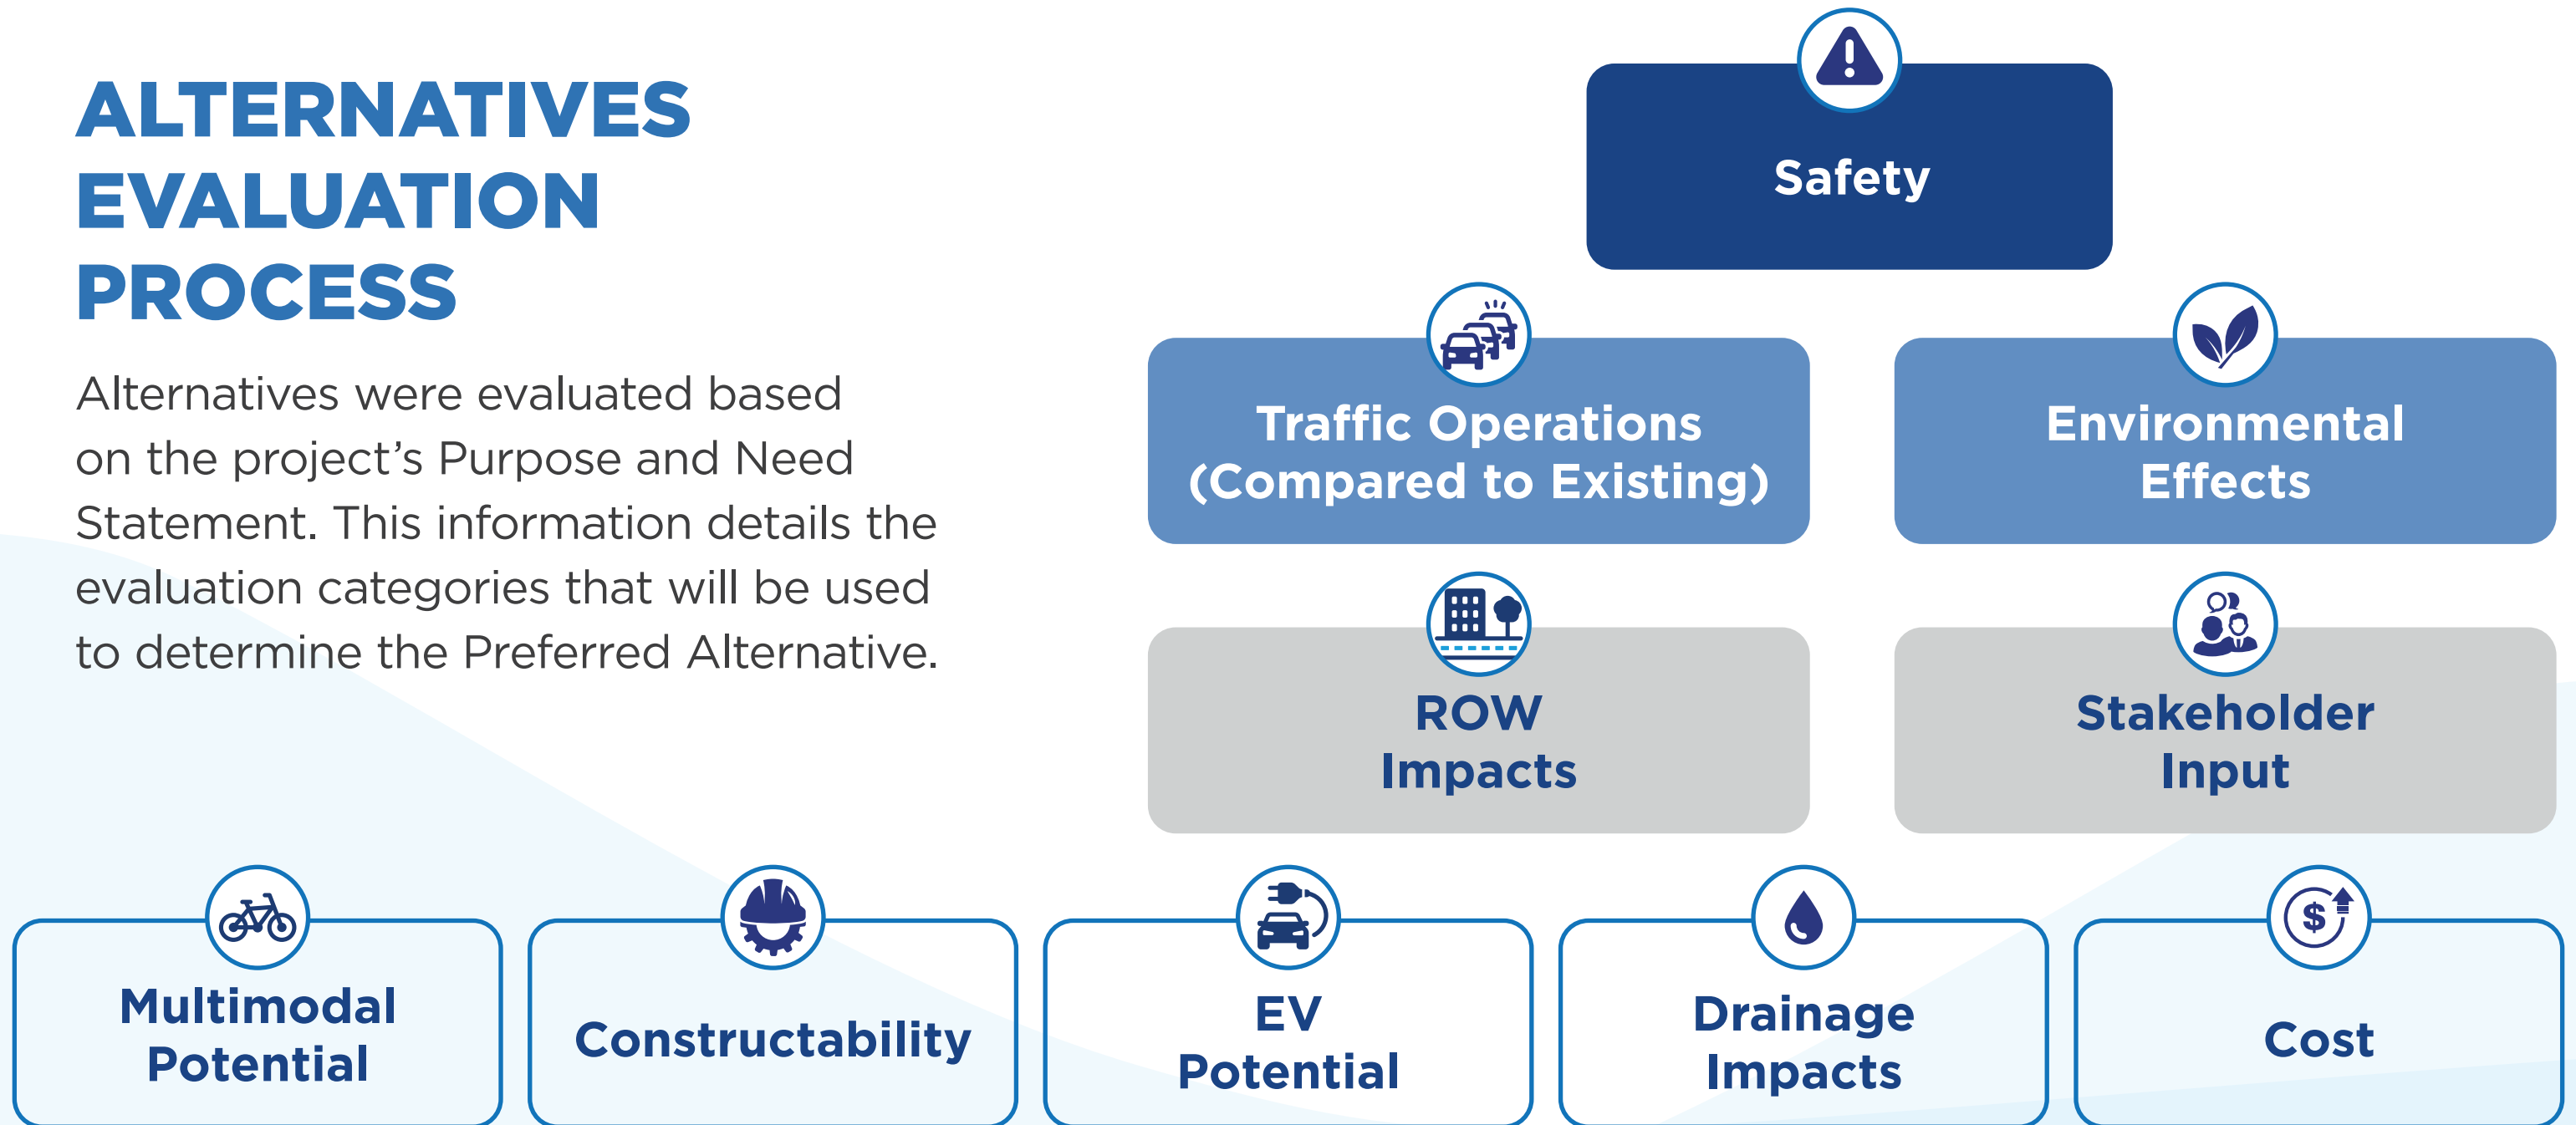 ALTERNATIVES
EVALUATION
PROCESS
Alternatives were evaluated based
on the project’s Purpose and Need
Statement. This information details the
evaluation categories that will be used
to determine the Preferred Alternative.
Safety
Traffic Operations
(Compared to Existing)
Environmental
Effects
ROW
Impacts
Stakeholder
Input
Multimodal
Potential
Constructability
EV
Potential
Drainage
Impacts
$
Cost